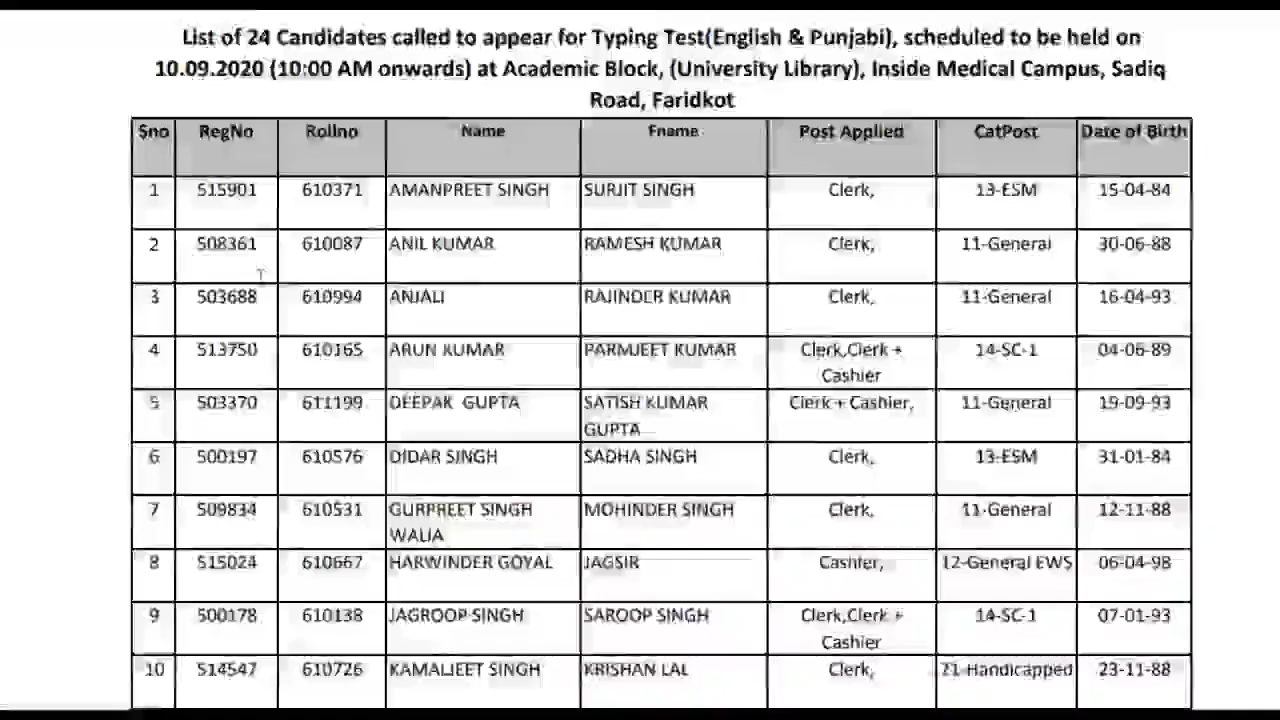 List of 24 Candidates called to appear for Typing Test(English & Punjabi), scheduled to be held on
10.09.2020 (10:00 AM onwards) at Academic Block, (University Library), Inside Medical Campus, Sadiq
Road, Faridkot
Sno RegNo Rollno Name Fname Post Applied CatPost Date of Birth
1 515901 610371 AMANPREET SINGH SURJIT SINGH Clerk, 13-ESM 15-04-84
2 508361 610087 ANIL KUMAR RAMESH KUMAR Clerk, 11-General 30-06-88
3 503688 610994 ANJALI RAJINDER KUMAR Clerk, 11-General 16-04-93
4 513750 610165 ARUN KUMAR PARMJEET KUMAR Clerk,Clerk + 14-SC-1 04-06-89
Cashier
5 503370 611199 DEEPAK GUPTA SATISH KUMAR Clerk + Cashier, 11-General 19-09-93
GUPTA
6 500197 610576 DIDAR SINGH SADHA SINGH Clerk, 13-ESM 31-01-84
7 509834 610531 GURPREET SINGH MOHINDER SINGH Clerk, 11-General 12-11-88
WALIA
8 515024 610667 HARWINDER GOYAL JAGSIR Cashier, 12-General EWS 06-04-98
9 500178 610138 JAGROOP SINGH SAROOP SINGH Clerk,Clerk + 14-SC-1 07-01-93
Cashier
10 514547 610726 KAMALJEET SINGH KRISHAN LAL Clerk, 21-Handicapped 23-11-88